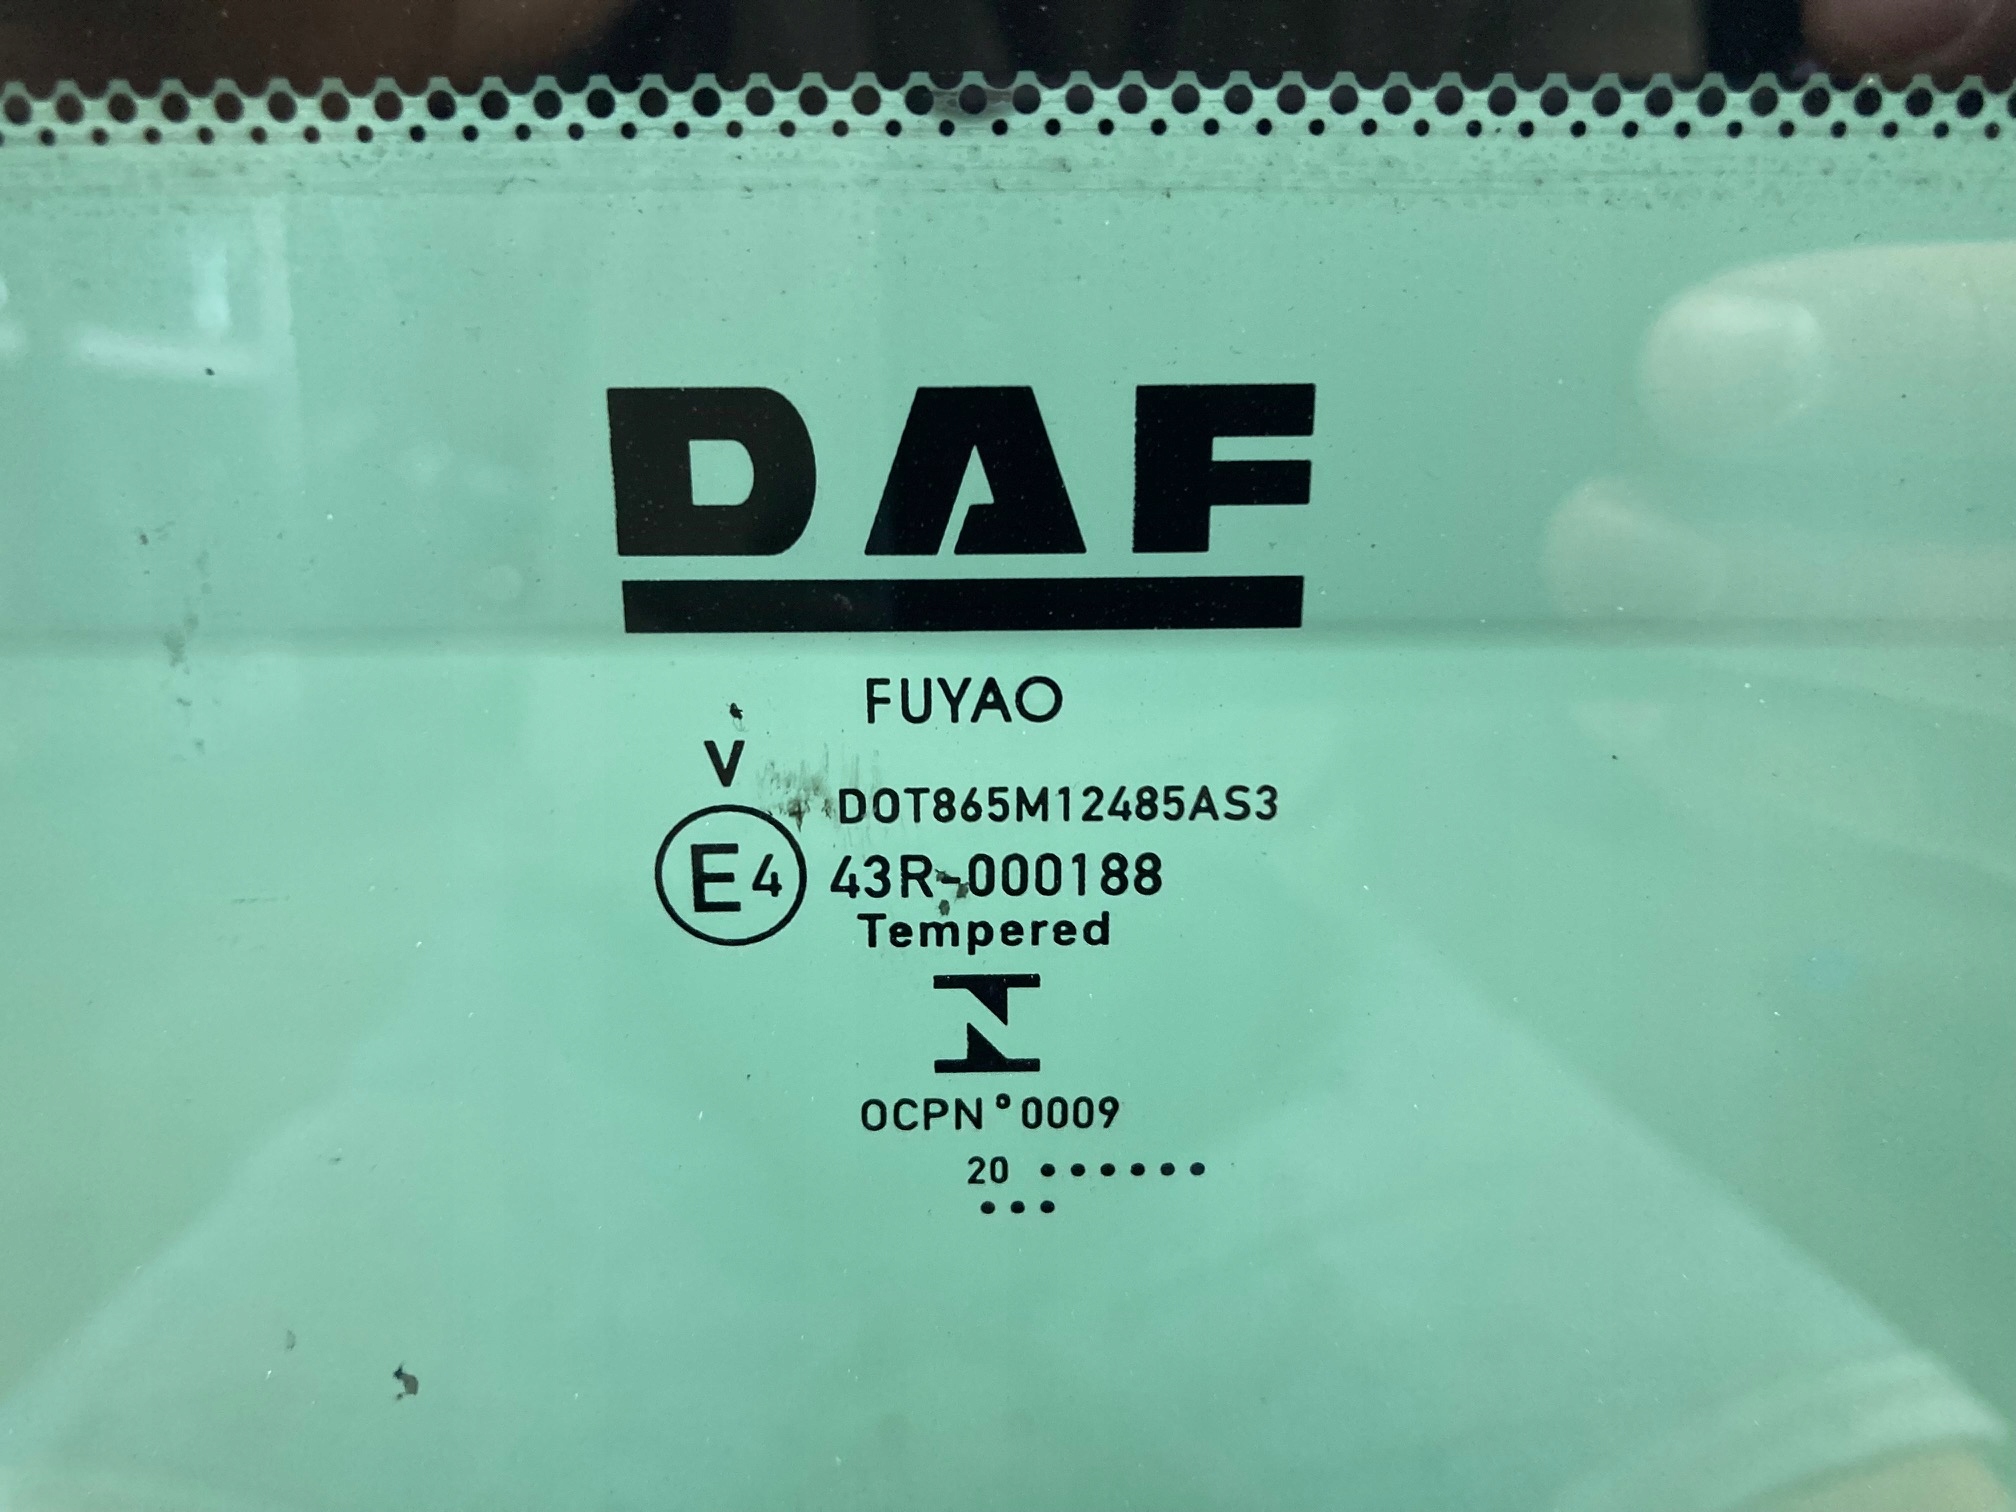 DAF
FUYAO
V
DOT865M12485AS3
E4 43R-000188
Tempered
OCPN°0009
20 ••••••
•••